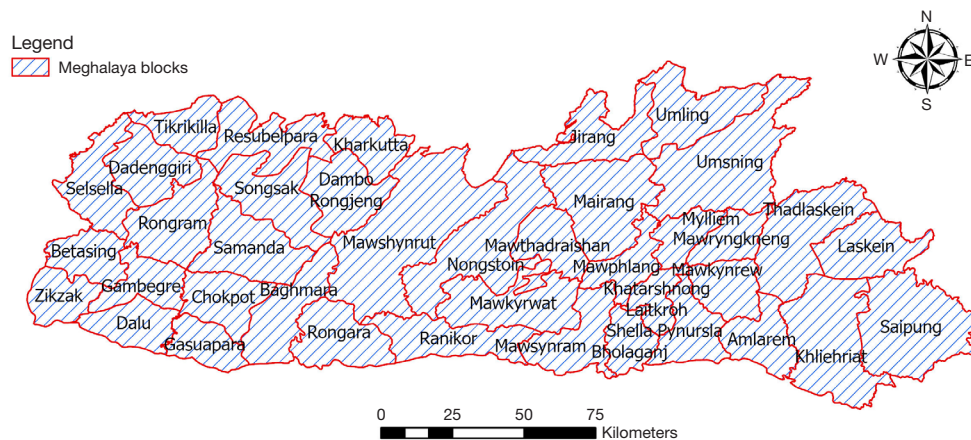 N
W
E
S
Legend
Meghalaya blocks
Tikrikilla
Resubelpara
Kharkutta
Jirang
Umling
Dadenggiri
Selsella
Songsak
Dambo
Rongjeng
Umsning
Mairang
Rongram
Samanda
Mawshynrut
Mawthadraishan
Mylliem
Mawryngkneng
Thadlaskein
Laskein
Betasing
Zikzak
Gambegre
Chokpot
Baghmara
Nongstoin
Mawphlang
Mawkynrew
Mawkyrwat
Khatarshnong
Laitkroh
Dalu
Gasuapara
Rongara
Ranikor
Mawsynram
Shella
Bholaganj
Pynursla
Amlarem
Khliehriat
Saipung
0 25 50 75
Kilometers